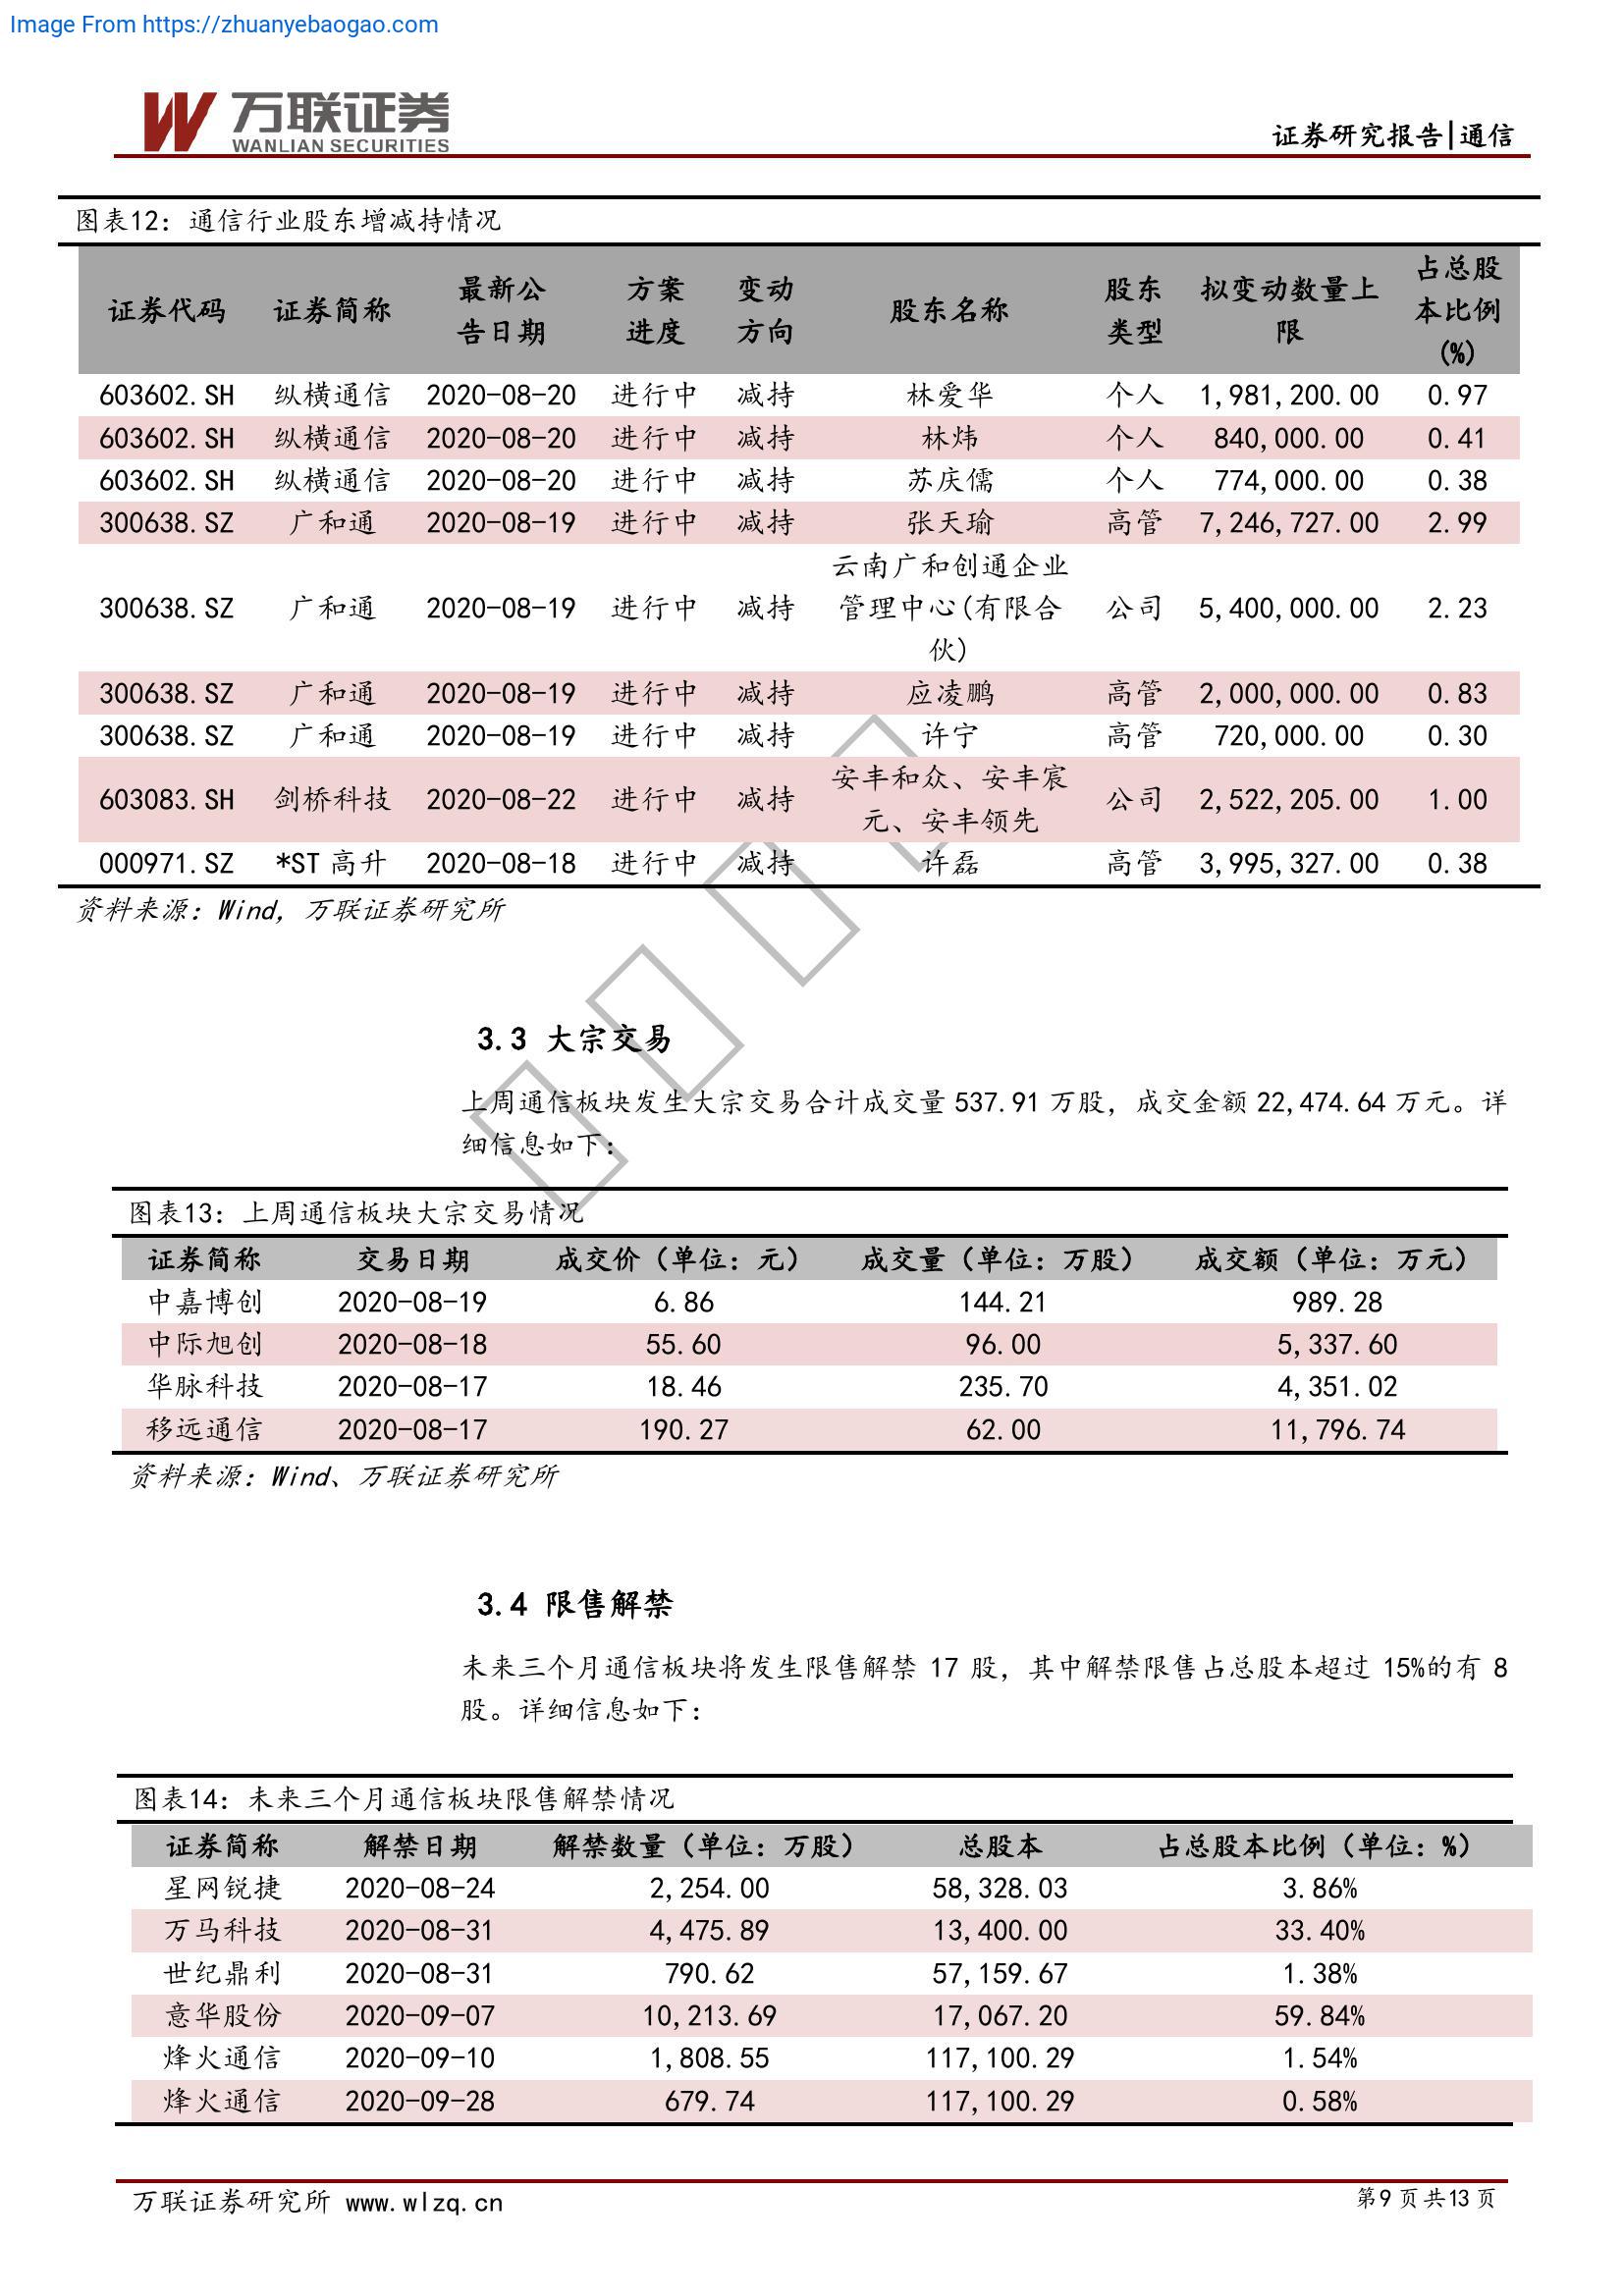 Image From https://zhuanyebaogao.com
万联证券
WANLIAN SECURITIES
证券研究报告|通信
图表12：通信行业股东增减持情况
证券代码 证券简称 最新公告日期 方案进度 变动方向 股东名称 股东类型 拟变动数量上限 占总股本比例(%)
603602.SH 纵横通信 2020-08-20 进行中 减持 林爱华 个人 1,981,200.00 0.97
603602.SH 纵横通信 2020-08-20 进行中 减持 林炜 个人 840,000.00 0.41
603602.SH 纵横通信 2020-08-20 进行中 减持 苏庆儒 个人 774,000.00 0.38
300638.SZ 广和通 2020-08-19 进行中 减持 张天瑜 高管 7,246,727.00 2.99
300638.SZ 广和通 2020-08-19 进行中 减持 云南广和创通企业管理中心(有限合伙) 公司 5,400,000.00 2.23
300638.SZ 广和通 2020-08-19 进行中 减持 应凌鹏 高管 2,000,000.00 0.83
300638.SZ 广和通 2020-08-19 进行中 减持 许宁 高管 720,000.00 0.30
603083.SH 剑桥科技 2020-08-22 进行中 减持 安丰和众、安丰宸元、安丰领先 公司 2,522,205.00 1.00
000971.SZ *ST高升 2020-08-18 进行中 减持 许磊 高管 3,995,327.00 0.38
资料来源：Wind，万联证券研究所
3.3 大宗交易
上周通信板块发生大宗交易合计成交量 537.91 万股，成交金额 22,474.64 万元。详
细信息如下：
图表13：上周通信板块大宗交易情况
证券简称 交易日期 成交价（单位：元） 成交量（单位：万股） 成交额（单位：万元）
中嘉博创 2020-08-19 6.86 144.21 989.28
中际旭创 2020-08-18 55.60 96.00 5,337.60
华脉科技 2020-08-17 18.46 235.70 4,351.02
移远通信 2020-08-17 190.27 62.00 11,796.74
资料来源：Wind、万联证券研究所
3.4 限售解禁
未来三个月通信板块将发生限售解禁 17 股，其中解禁限售占总股本超过 15%的有 8
股。详细信息如下：
图表14：未来三个月通信板块限售解禁情况
证券简称 解禁日期 解禁数量（单位：万股） 总股本 占总股本比例（单位：%）
星网锐捷 2020-08-24 2,254.00 58,328.03 3.86%
万马科技 2020-08-31 4,475.89 13,400.00 33.40%
世纪鼎利 2020-08-31 790.62 57,159.67 1.38%
意华股份 2020-09-07 10,213.69 17,067.20 59.84%
烽火通信 2020-09-10 1,808.55 117,100.29 1.54%
烽火通信 2020-09-28 679.74 117,100.29 0.58%
万联证券研究所 www.wlzq.cn
第9页共13页